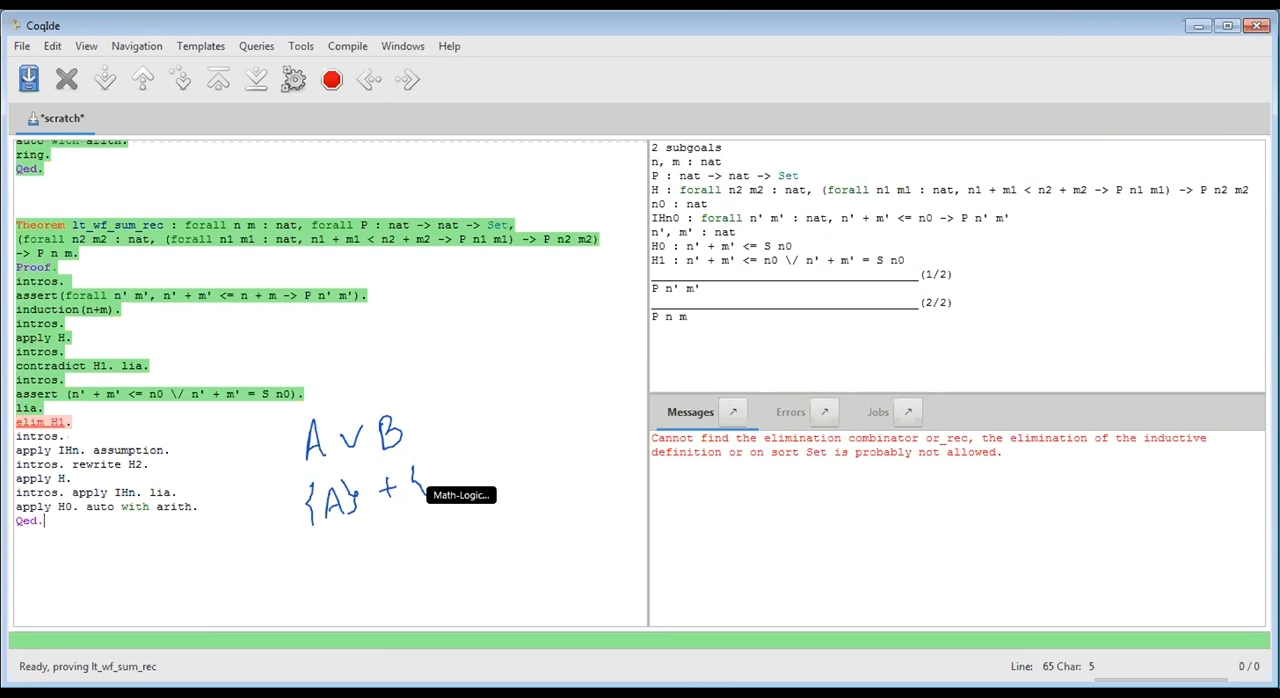 CoqIde
File Edit View Navigation Templates Queries Tools Compile Windows Help
*scratch*
auto with arith.
ring.
Qed.
Theorem lt_wf_sum_rec : forall n m : nat, forall P : nat -> nat -> Set,
(forall n2 m2 : nat, (forall n1 m1 : nat, n1 + m1 < n2 + m2 -> P n1 m1) -> P n2 m2)
-> P n m.
Proof.
intros.
assert(forall n' m', n' + m' <= n + m -> P n' m').
induction(n+m).
intros.
apply H.
intros.
contradict H1. lia.
intros.
assert (n' + m' <= n0 \/ n' + m' = S n0).
lia.
elim H1.
intros.
apply IHn. assumption.
intros. rewrite H2.
apply H.
intros. apply IHn. lia.
apply H0. auto with arith.
Qed.
A ∨ B
{A} + {
Math-Logic...
2 subgoals
n, m : nat
P : nat -> nat -> Set
H : forall n2 m2 : nat, (forall n1 m1 : nat, n1 + m1 < n2 + m2 -> P n1 m1) -> P n2 m2
n0 : nat
IHn0 : forall n' m' : nat, n' + m' <= n0 -> P n' m'
n', m' : nat
H0 : n' + m' <= S n0
H1 : n' + m' <= n0 \/ n' + m' = S n0
______________________________________(1/2)
P n' m'
______________________________________(2/2)
P n m
Messages Errors Jobs
Cannot find the elimination combinator or_rec, the elimination of the inductive
definition or on sort Set is probably not allowed.
Ready, proving lt_wf_sum_rec
Line: 65 Char: 5
0 / 0